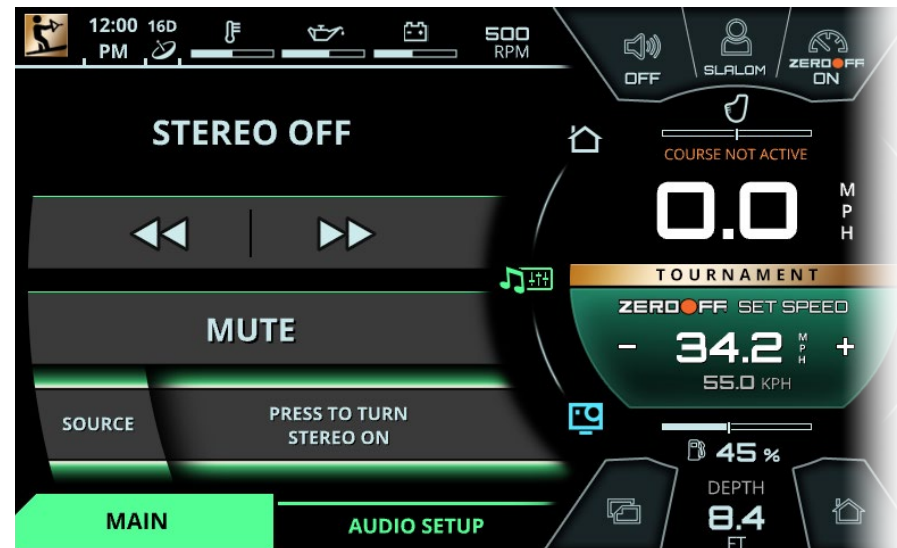 12:00 16D
PM
500
RPM
OFF
SLALOM
ZEROOFF
ON
STEREO OFF
COURSE NOT ACTIVE
0.0 MPH
TOURNAMENT
ZEROOFF SET SPEED
- 34.2 MPH +
55.0 KPH
MUTE
SOURCE
PRESS TO TURN
STEREO ON
45 %
DEPTH
8.4
FT
MAIN
AUDIO SETUP